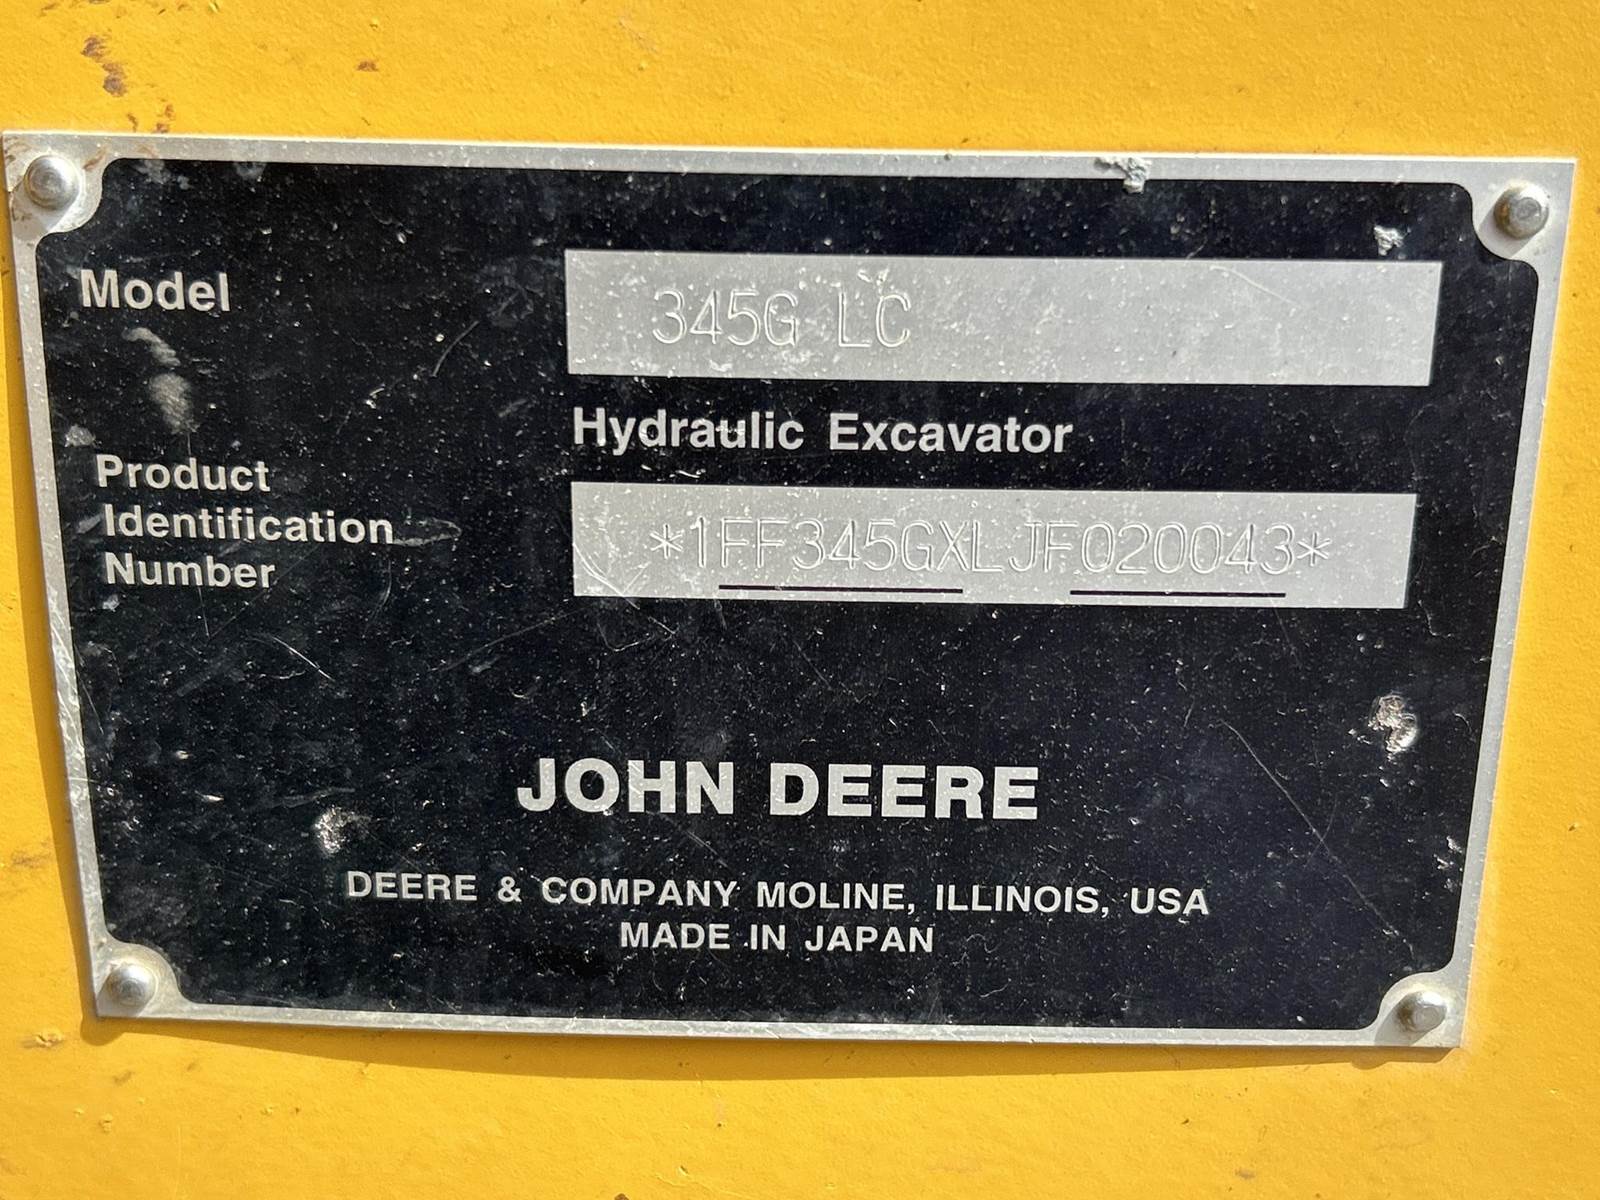 Model
345G LC
Hydraulic Excavator
Product
Identification
Number
*1FF345GXLJF020043*
JOHN DEERE
DEERE & COMPANY MOLINE, ILLINOIS, USA
MADE IN JAPAN